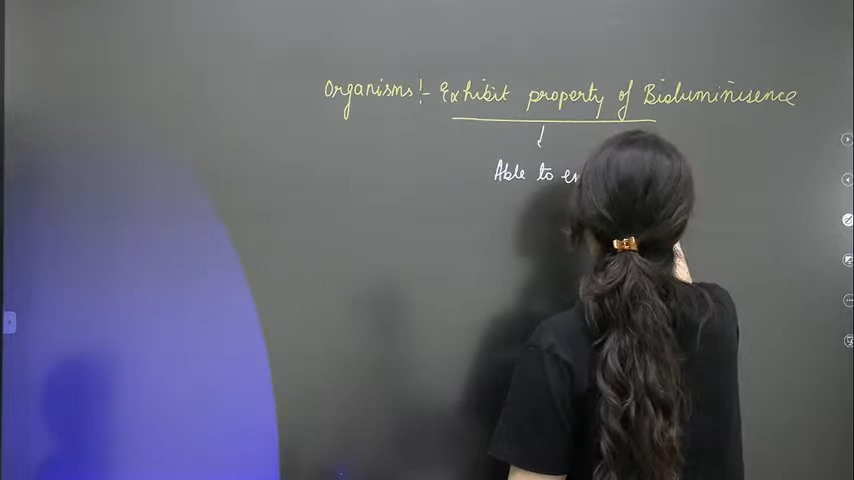 Organisms!- Exhibit property of Bioluminisence
Able to